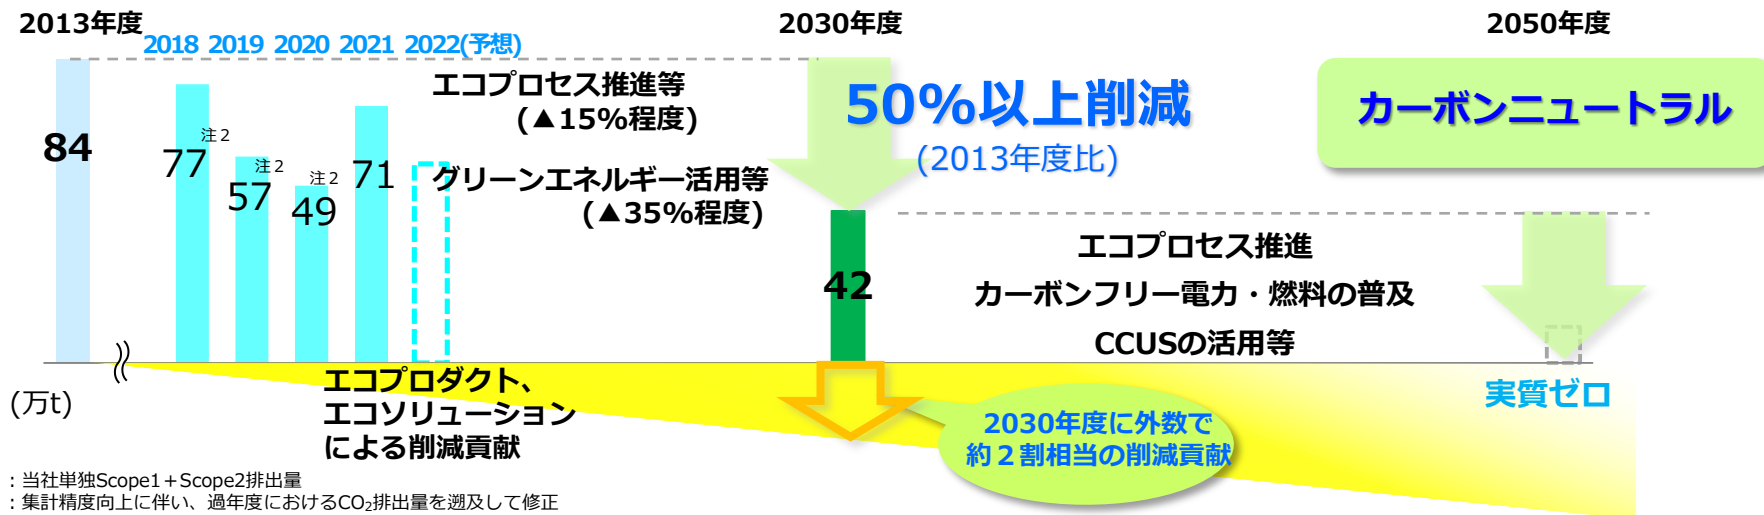 2013年度
2018 2019 2020 2021 2022(予想)
2030年度
2050年度
エコプロセス推進等
(▲15%程度)
50%以上削減
(2013年度比)
カーボンニュートラル
84
77
注2
57
注2
49
注2
71
グリーンエネルギー活用等
(▲35%程度)
42
エコプロセス推進
カーボンフリー電力・燃料の普及
CCUSの活用等
(万t)
エコプロダクト、
エコソリューション
による削減貢献
2030年度に外数で
約2割相当の削減貢献
実質ゼロ
：当社単独Scope1+Scope2排出量
：集計精度向上に伴い、過年度におけるCO₂排出量を遡及して修正